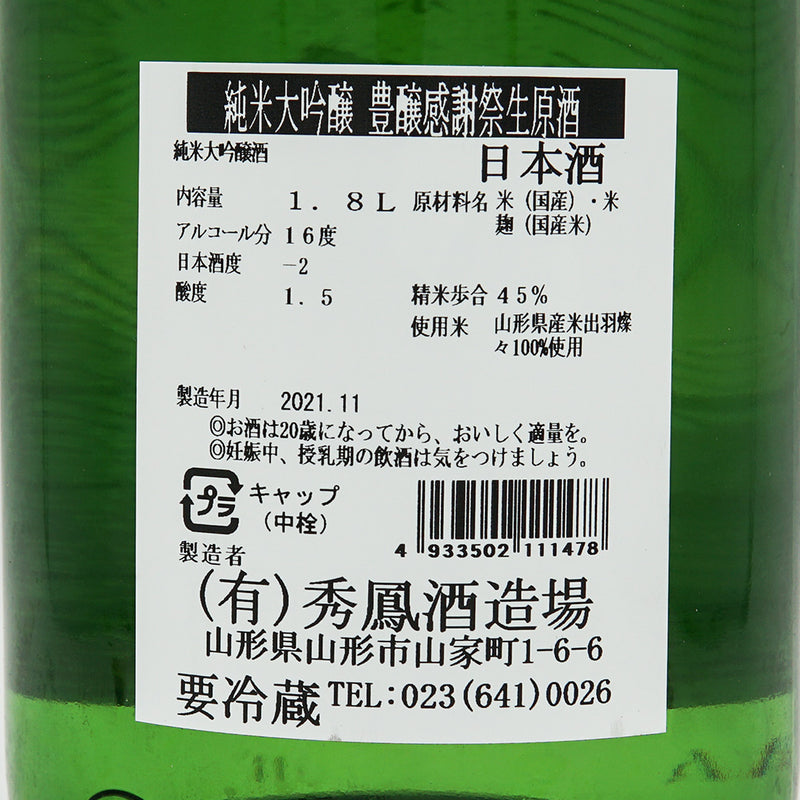 純米大吟醸 豊醸感謝祭生原酒
純米大吟醸酒
日本酒
内容量 1.8L
原材料名 米（国産）・米
麹（国産米）
アルコール分 16度
日本酒度 −2
酸度 1.5
精米歩合 45%
使用米 山形県産米出羽燦
々100%使用
製造年月 2021.11
◎お酒は20歳になってから、おいしく適量を。
◎妊娠中、授乳期の飲酒は気をつけましょう。
プラ
キャップ
（中栓）
4 933502 111478
製造者
(有)秀鳳酒造場
山形県山形市山家町1-6-6
要冷蔵 TEL:023(641)0026